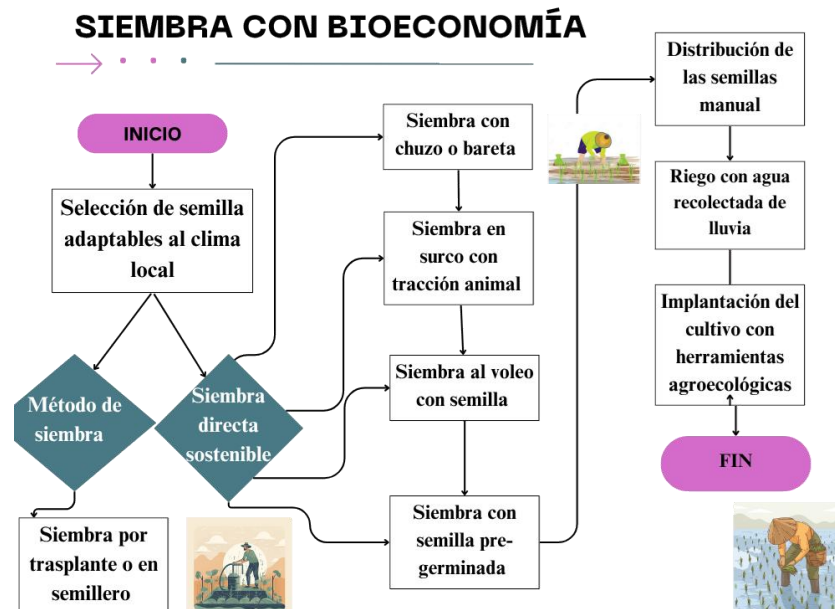 SIEMBRA CON BIOECONOMÍA
INICIO
Selección de semilla
adaptables al clima
local
Método de
siembra
Siembra por
trasplante o en
semillero
Siembra
directa
sostenible
Siembra con
chuzo o bareta
Siembra en
surco con
tracción animal
Siembra al voleo
con semilla
Siembra con
semilla pre-
germinada
Distribución de
las semillas
manual
Riego con agua
recolectada de
lluvia
Implantación del
cultivo con
herramientas
agroecológicas
FIN